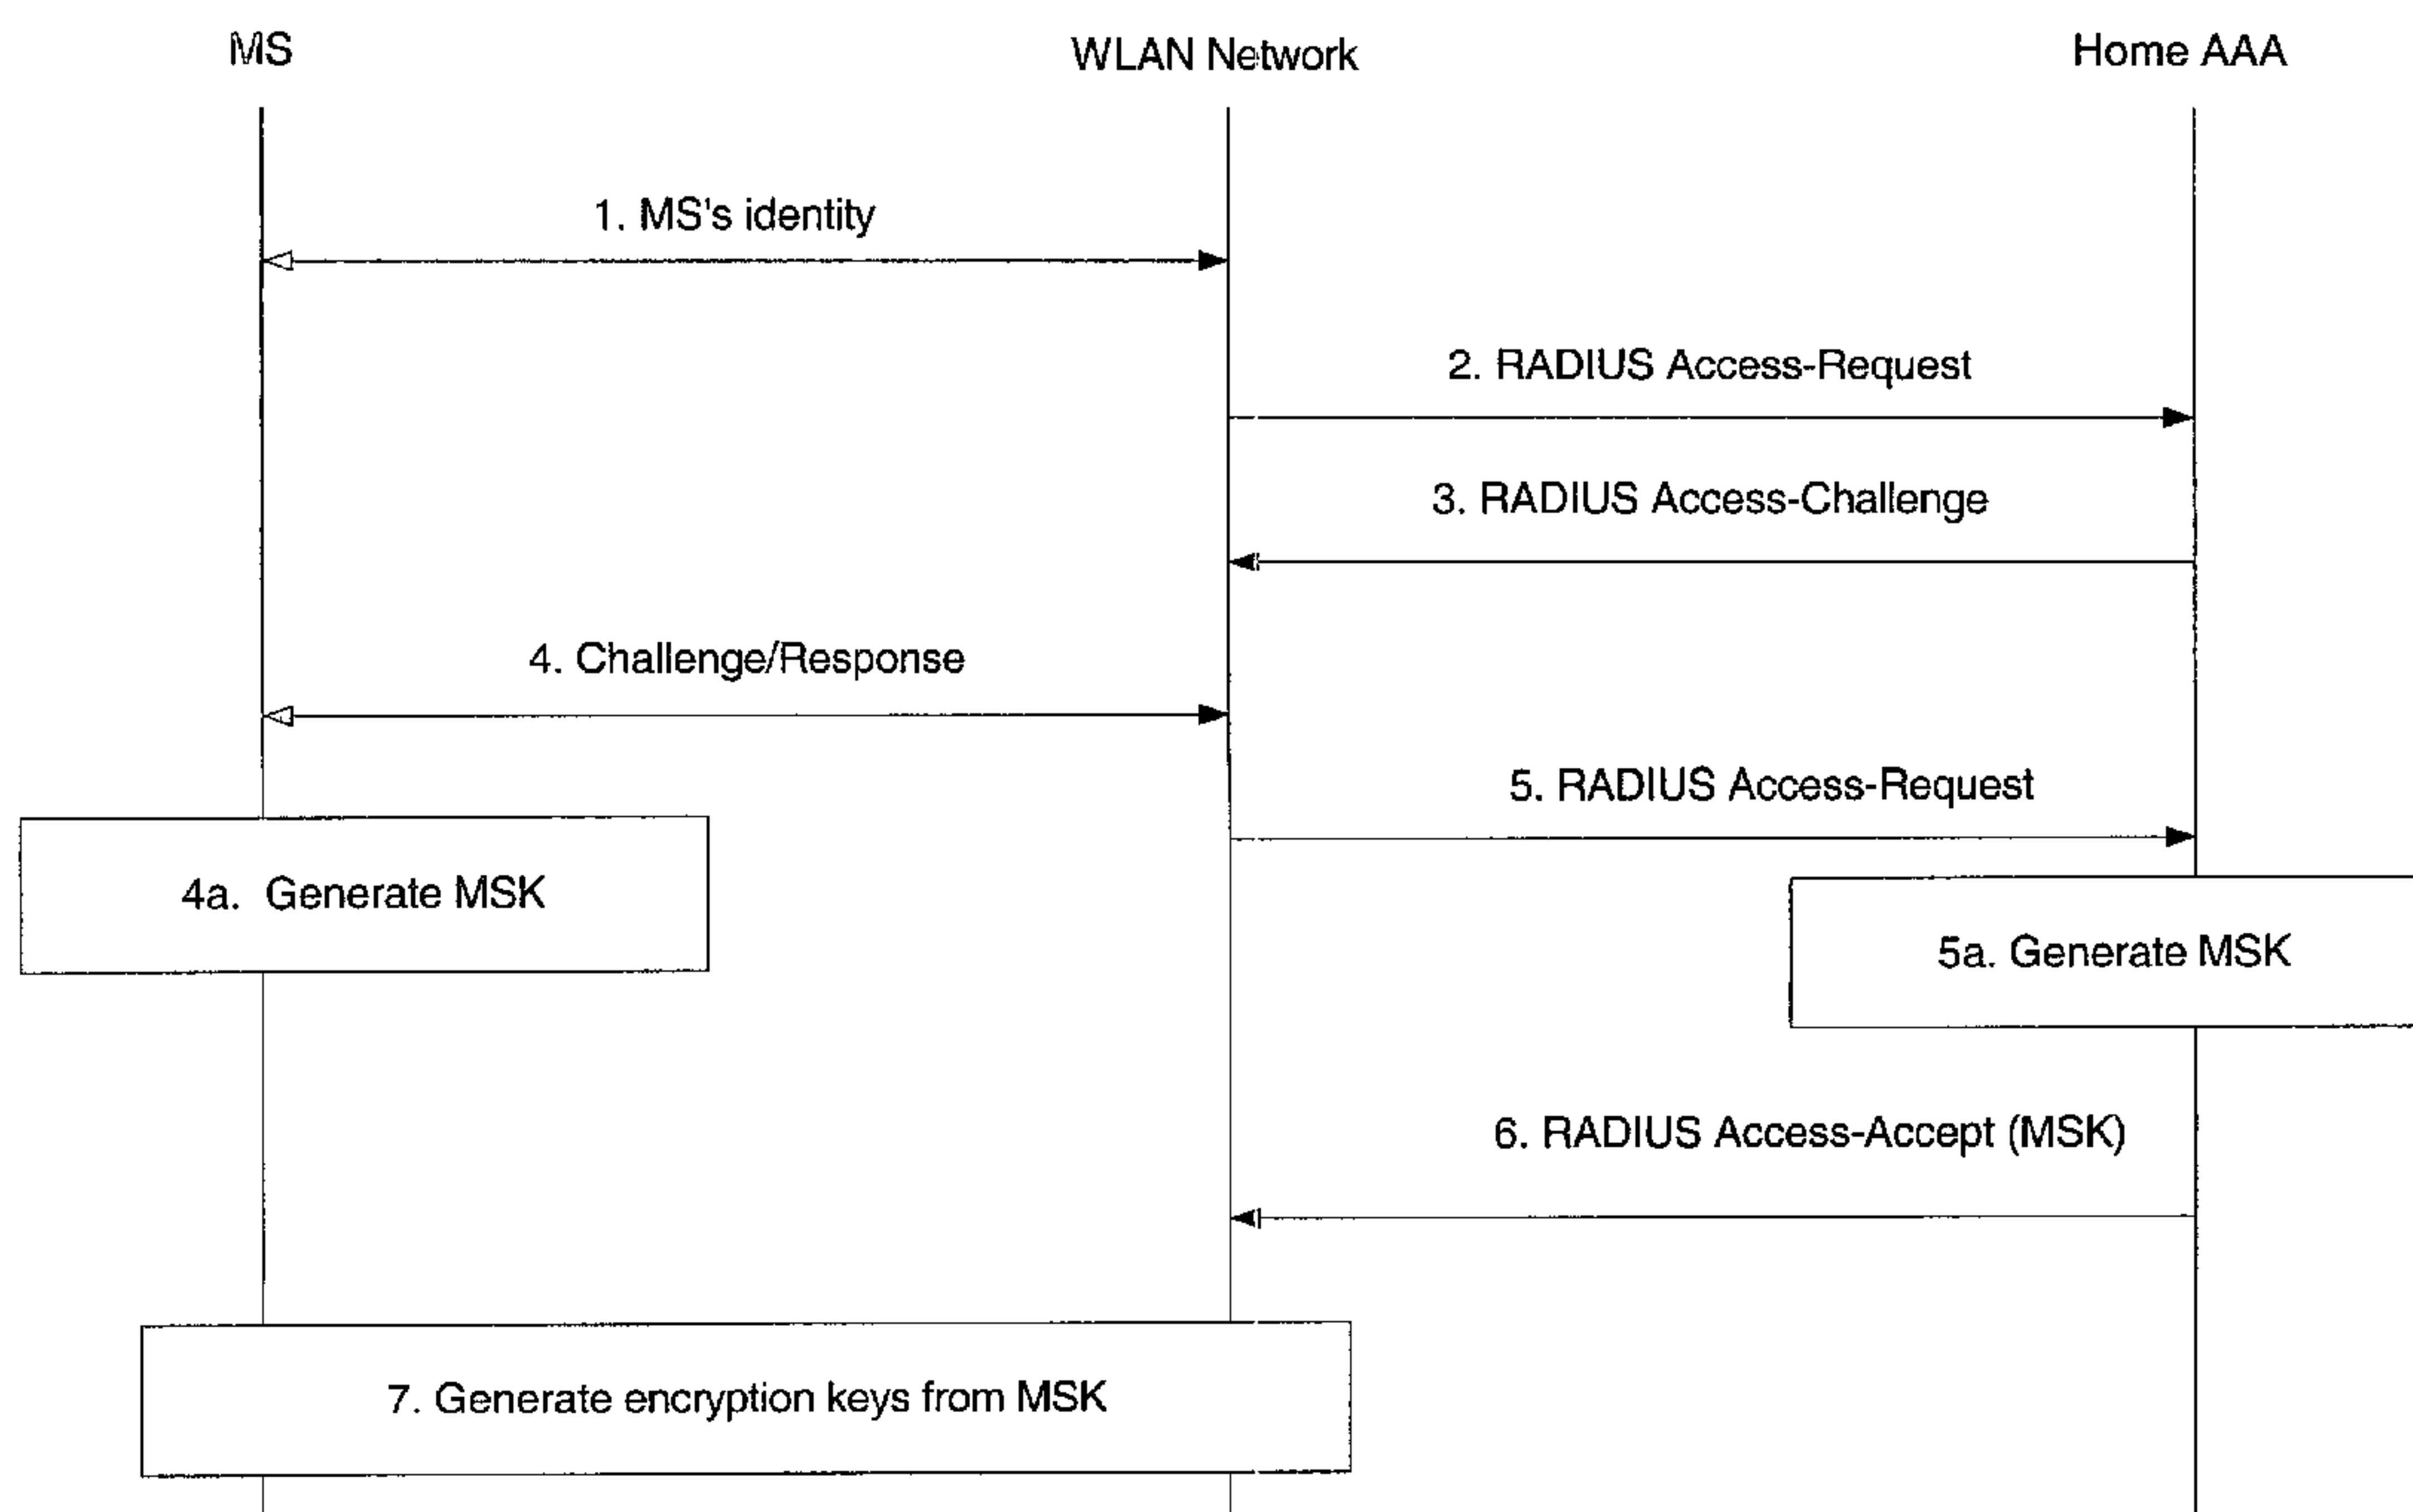 MS
WLAN Network
Home AAA
1. MS's identity
2. RADIUS Access-Request
3. RADIUS Access-Challenge
4. Challenge/Response
5. RADIUS Access-Request
4a. Generate MSK
5a. Generate MSK
6. RADIUS Access-Accept (MSK)
7. Generate encryption keys from MSK